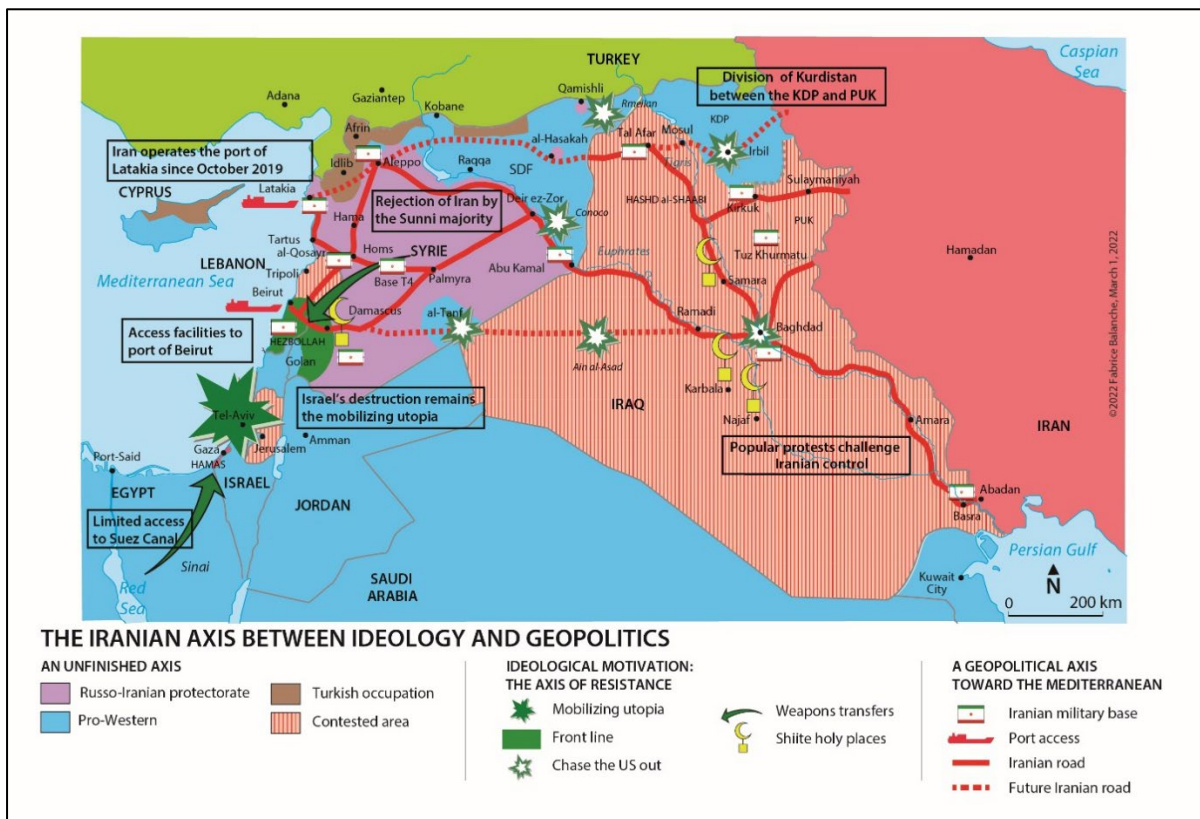 TURKEY
Caspian
Sea
Adana
Gaziantep
Kobane
Qamishli
Rmeilan
Division of Kurdistan
between the KDP and PUK
KDP
Afrin
Aleppo
al-Hasakah
Tal Afar
Mosul
Tigris
Irbil
Iran operates the port of
Latakia since October 2019
Idlib
Raqqa
SDF
CYPRUS
Latakia
Rejection of Iran by
the Sunni majority
Deir ez-Zor
Conoco
HASHD al-SHAABI
Kirkuk
Sulaymaniyah
PUK
Hama
Tartus
al-Qosayr
Homs
SYRIE
Euphrates
Tuz Khurmatu
Hamadan
LEBANON
Mediterranean Sea
Tripoli
Base T4
Palmyra
Abu Kamal
Samara
Beirut
Damascus
al-Tanf
Ramadi
Baghdad
Access facilities to
port of Beirut
HEZBOLLAH
Golan
Ain al-Asad
Karbala
Israel's destruction remains
the mobilizing utopia
IRAQ
Najaf
Amara
IRAN
Tel-Aviv
Jerusalem
Amman
Popular protests challenge
Iranian control
Port-Said
Gaza
HAMAS
ISRAEL
EGYPT
JORDAN
Abadan
Basra
Limited access
to Suez Canal
Sinai
Red
Sea
SAUDI
ARABIA
Persian Gulf
Kuwait
City
N
0 200 km
©2022 Fabrice Balanche, March 1, 2022
THE IRANIAN AXIS BETWEEN IDEOLOGY AND GEOPOLITICS
AN UNFINISHED AXIS
Russo-Iranian protectorate
Turkish occupation
Pro-Western
Contested area
IDEOLOGICAL MOTIVATION:
THE AXIS OF RESISTANCE
Mobilizing utopia
Front line
Chase the US out
Weapons transfers
Shiite holy places
A GEOPOLITICAL AXIS
TOWARD THE MEDITERRANEAN
Iranian military base
Port access
Iranian road
Future Iranian road